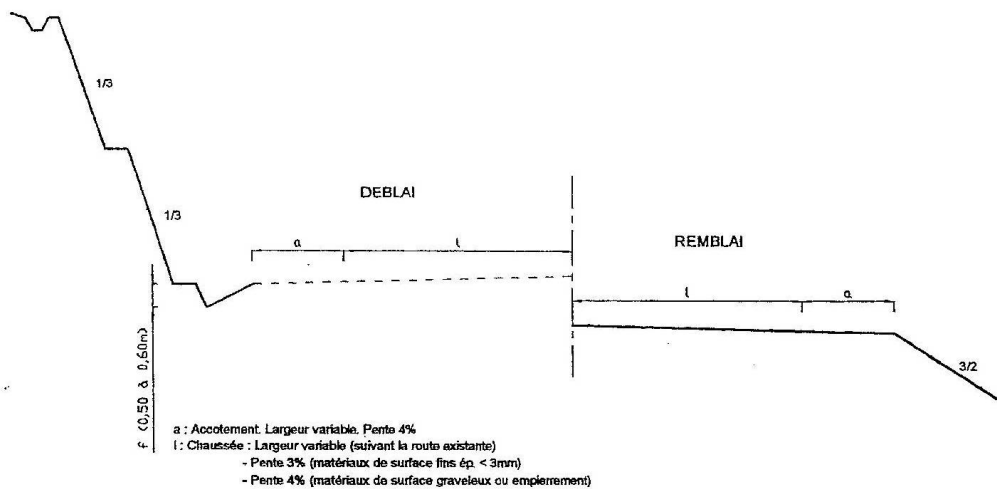 1/3
1/3
DEBLAI
a
l
REMBLAI
l
a
3/2
f (0,50 à 0,60m)
a : Accotement. Largeur variable. Pente 4%
l : Chaussée : Largeur variable (suivant la route existante)
- Pente 3% (matériaux de surface fins ép. < 3mm)
- Pente 4% (matériaux de surface graveleux ou empierrement)